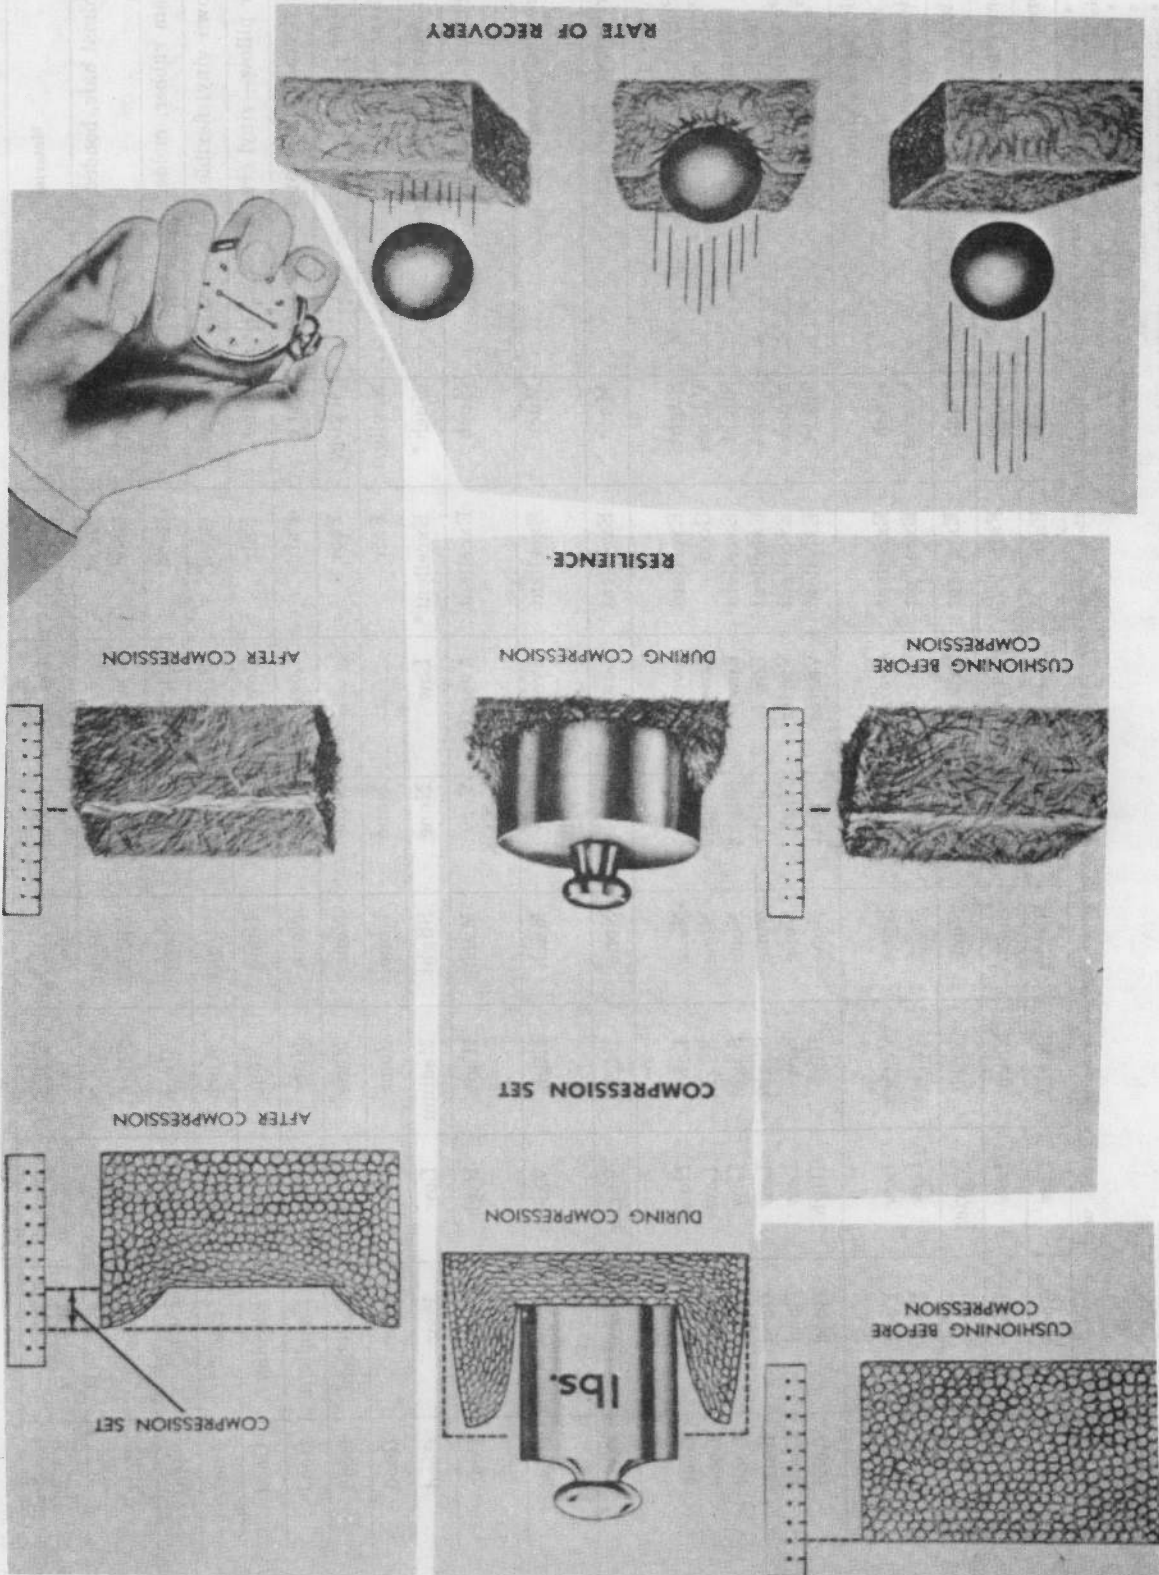 COMPRESSION SET
lbs.
CUSHIONING BEFORE
COMPRESSION
DURING COMPRESSION
AFTER COMPRESSION
COMPRESSION SET
CUSHIONING BEFORE
COMPRESSION
DURING COMPRESSION
AFTER COMPRESSION
RESILIENCE
RATE OF RECOVERY